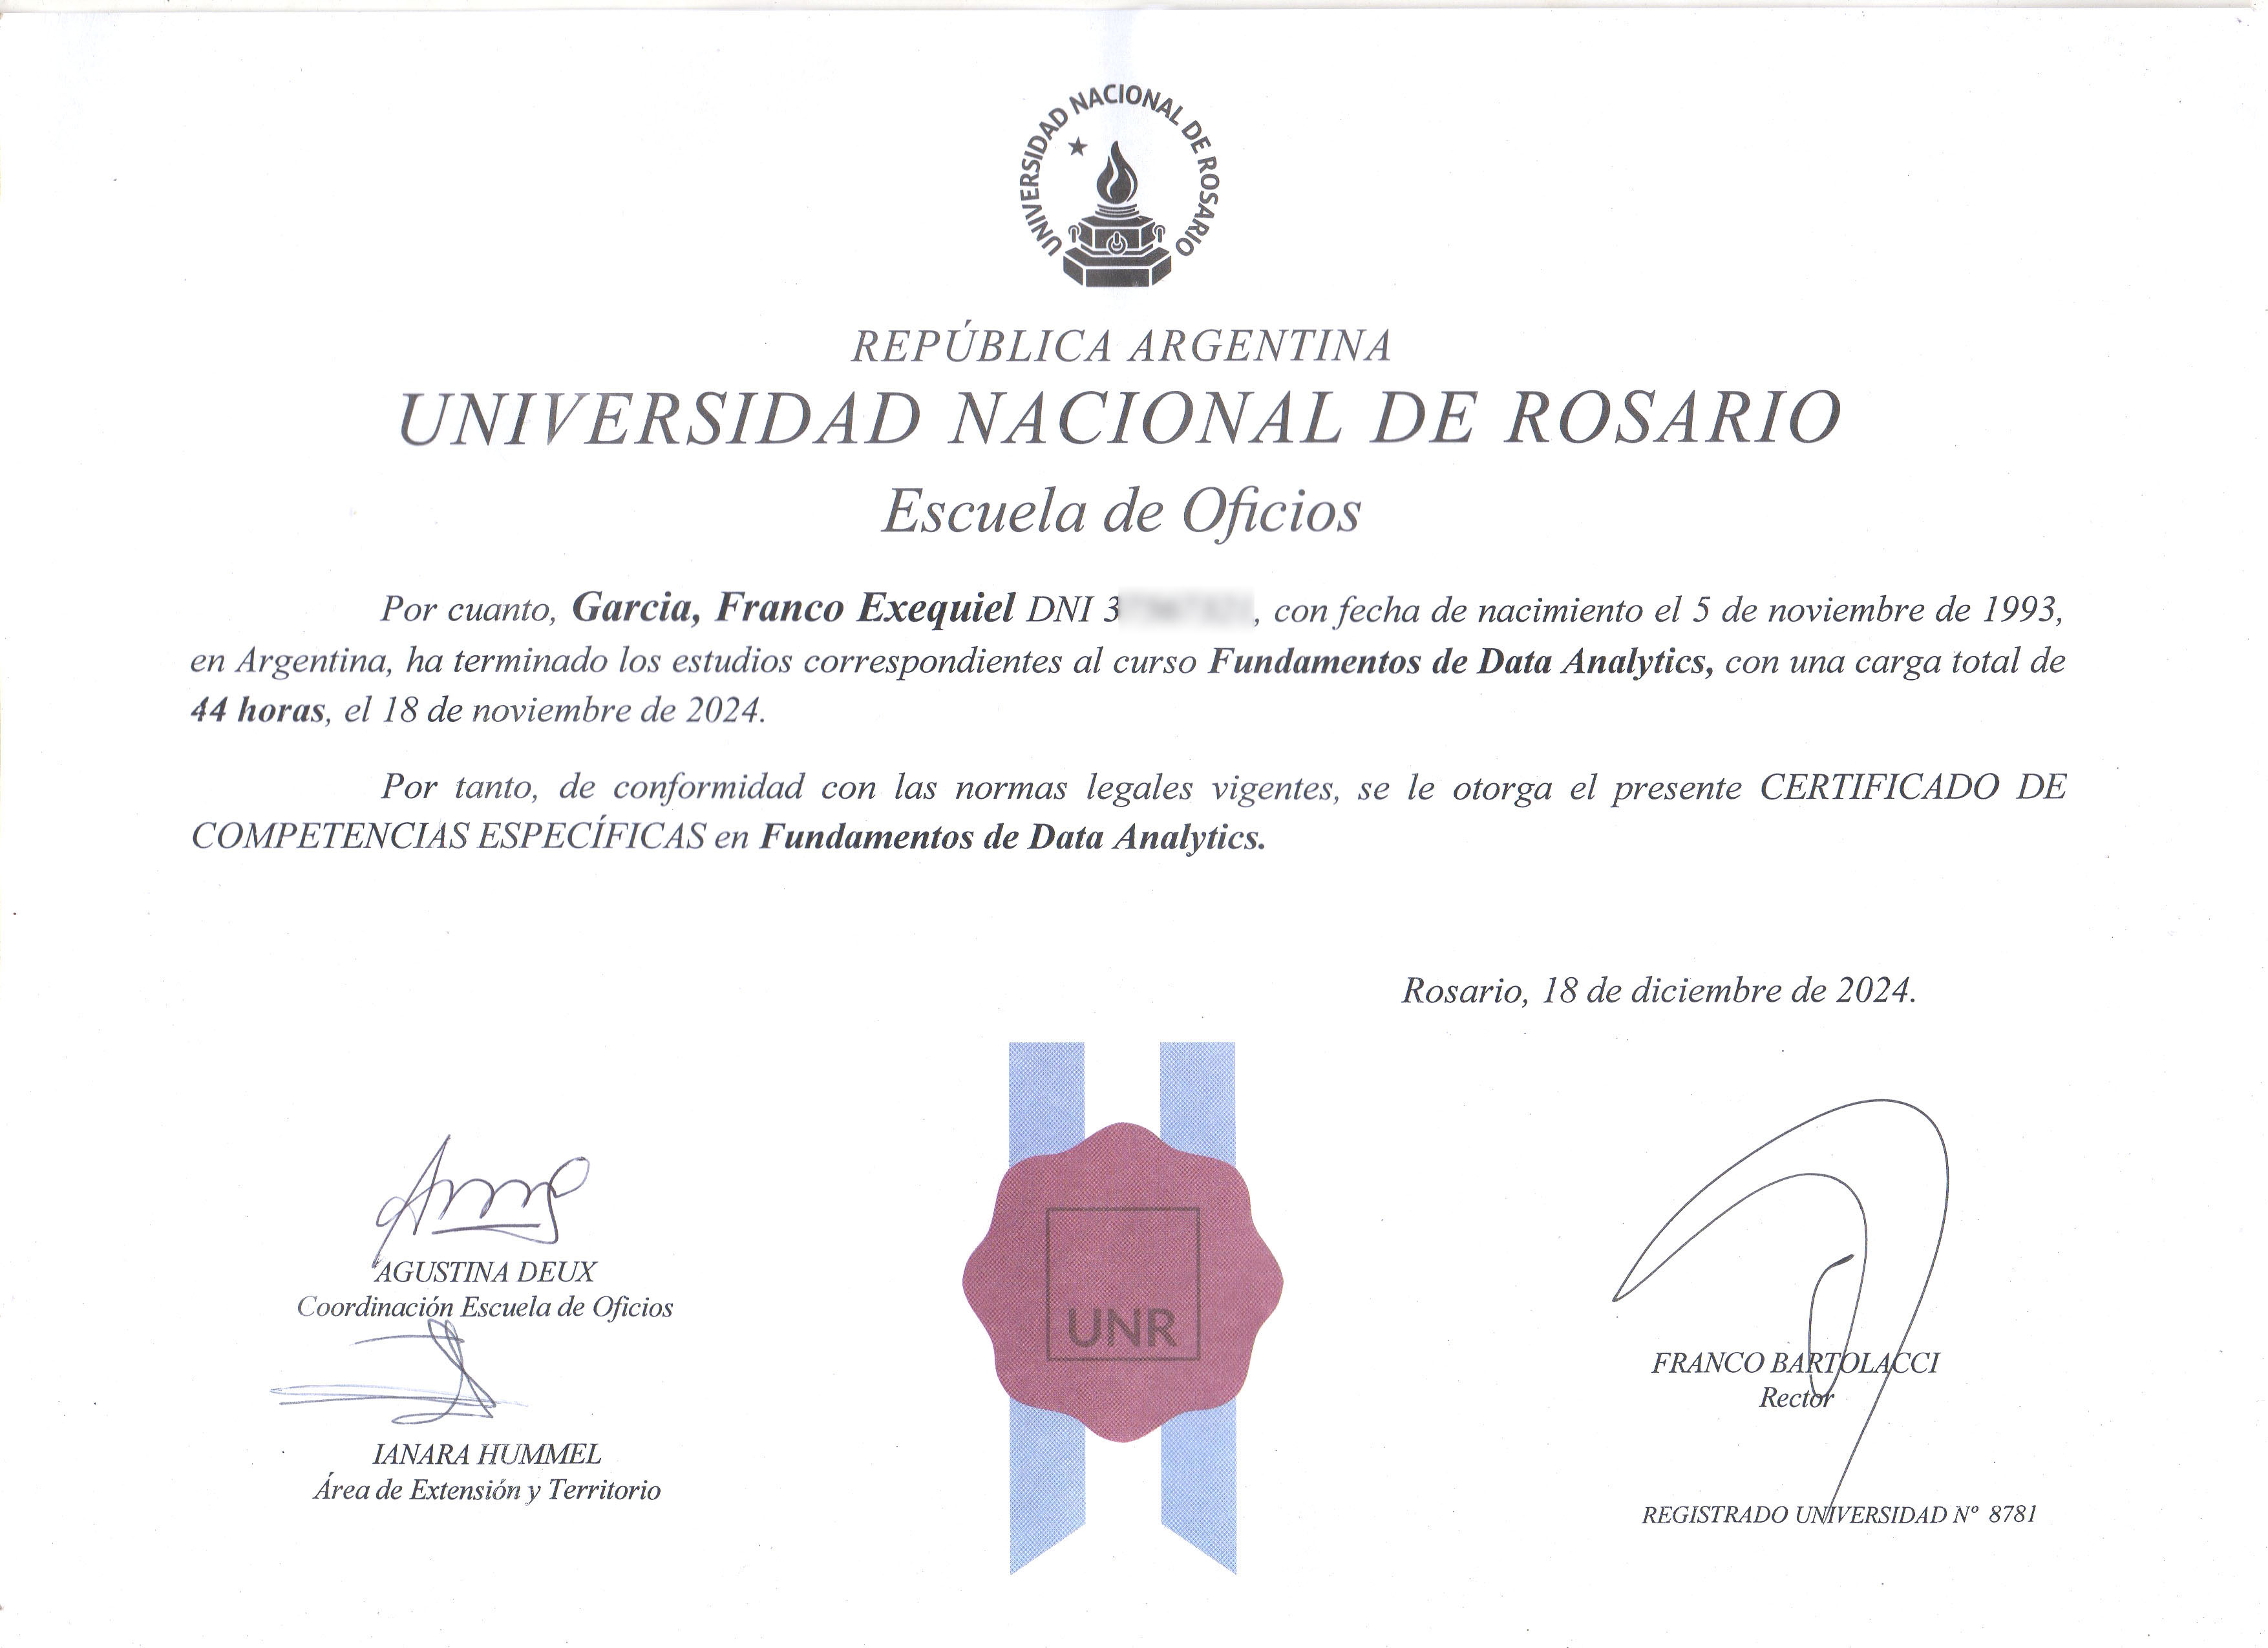 UNIVERSIDAD NACIONAL DE ROSARIO
REPÚBLICA ARGENTINA
UNIVERSIDAD NACIONAL DE ROSARIO
Escuela de Oficios
Por cuanto, Garcia, Franco Exequiel DNI 3 , con fecha de nacimiento el 5 de noviembre de 1993,
en Argentina, ha terminado los estudios correspondientes al curso Fundamentos de Data Analytics, con una carga total de
44 horas, el 18 de noviembre de 2024.
Por tanto, de conformidad con las normas legales vigentes, se le otorga el presente CERTIFICADO DE
COMPETENCIAS ESPECÍFICAS en Fundamentos de Data Analytics.
Rosario, 18 de diciembre de 2024.
AGUSTINA DEUX
Coordinación Escuela de Oficios
IANARA HUMMEL
Área de Extensión y Territorio
UNR
FRANCO BARTOLACCI
Rector
REGISTRADO UNIVERSIDAD Nº 8781